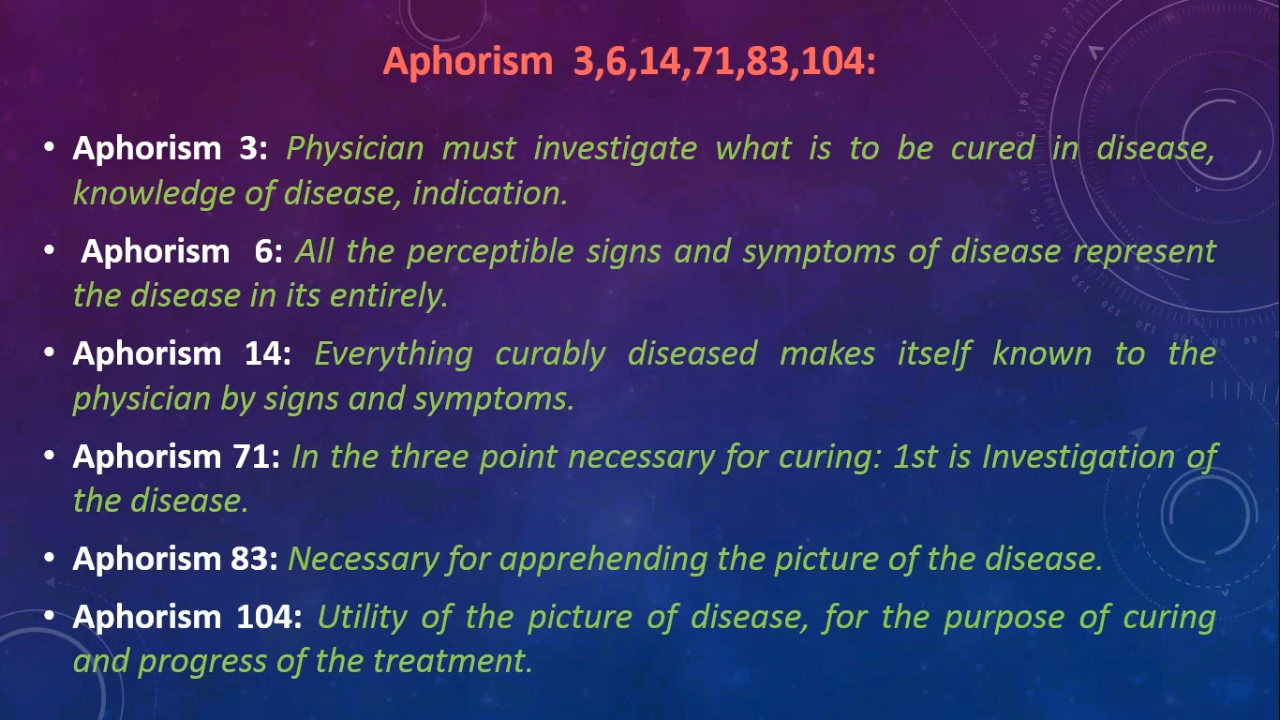 Aphorism 3,6,14,71,83,104:
• Aphorism 3: Physician must investigate what is to be cured in disease,
knowledge of disease, indication.
• Aphorism 6: All the perceptible signs and symptoms of disease represent
the disease in its entirely.
• Aphorism 14: Everything curably diseased makes itself known to the
physician by signs and symptoms.
• Aphorism 71: In the three point necessary for curing: 1st is Investigation of
the disease.
• Aphorism 83: Necessary for apprehending the picture of the disease.
• Aphorism 104: Utility of the picture of disease, for the purpose of curing
and progress of the treatment.